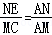 NE/MC = AN/AM